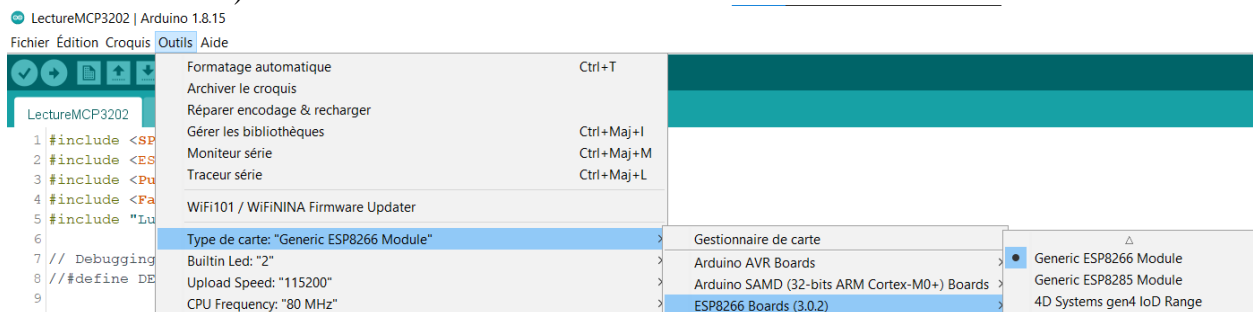 LectureMCP3202 | Arduino 1.8.15
Fichier Édition Croquis Outils Aide
Formatage automatique Ctrl+T
Archiver le croquis
Réparer encodage & recharger
LectureMCP3202
Gérer les bibliothèques Ctrl+Maj+I
1 #include <SP
Moniteur série Ctrl+Maj+M
2 #include <ES
Traceur série Ctrl+Maj+L
3 #include <Pu
4 #include <Fa
WiFi101 / WiFiNINA Firmware Updater
5 #include "Lu
6
Type de carte: "Generic ESP8266 Module" Gestionnaire de carte
7 // Debugging
Builtin Led: "2" Arduino AVR Boards Generic ESP8266 Module
8 //#define DE
Upload Speed: "115200" Arduino SAMD (32-bits ARM Cortex-M0+) Boards Generic ESP8285 Module
9
CPU Frequency: "80 MHz" ESP8266 Boards (3.0.2) 4D Systems gen4 IoD Range